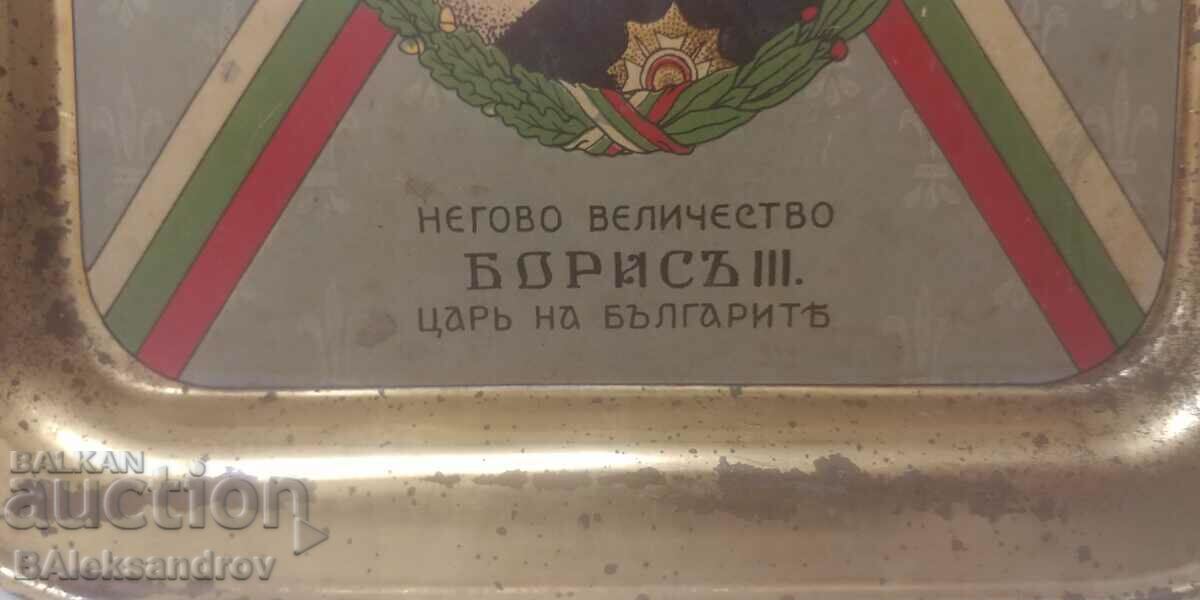 НЕГОВО ВЕЛИЧЕСТВО
БОРИСЪ III.
ЦАРЬ НА БЪЛГАРИТѢ
BALKAN
auction
BAleksandrov